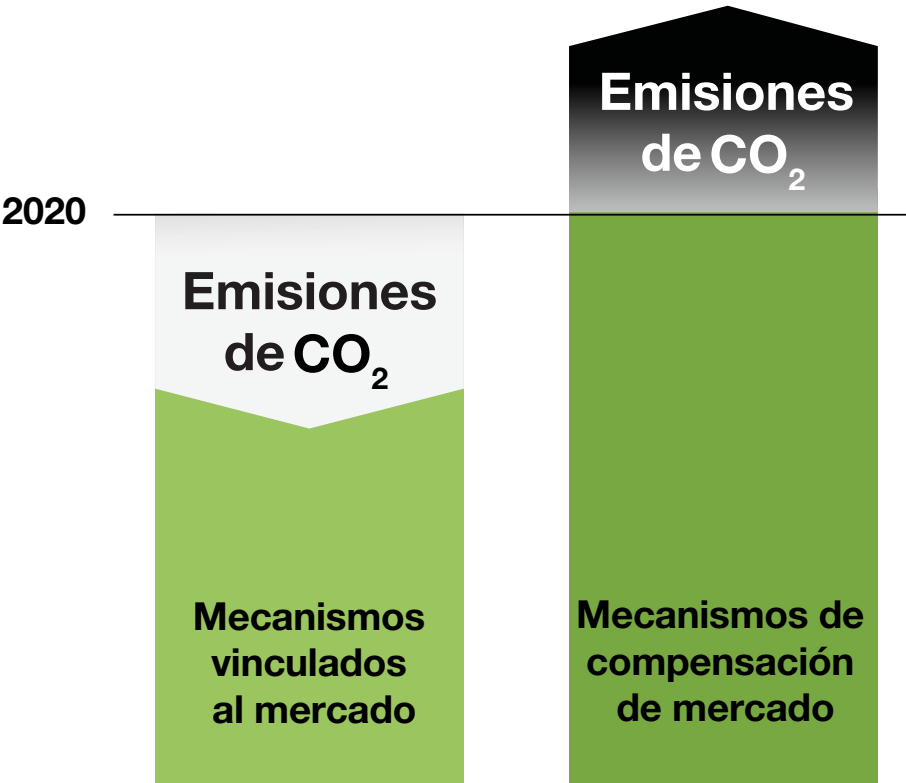 Emisiones
de CO₂
2020
Emisiones
de CO₂
Mecanismos
vinculados
al mercado
Mecanismos de
compensación
de mercado